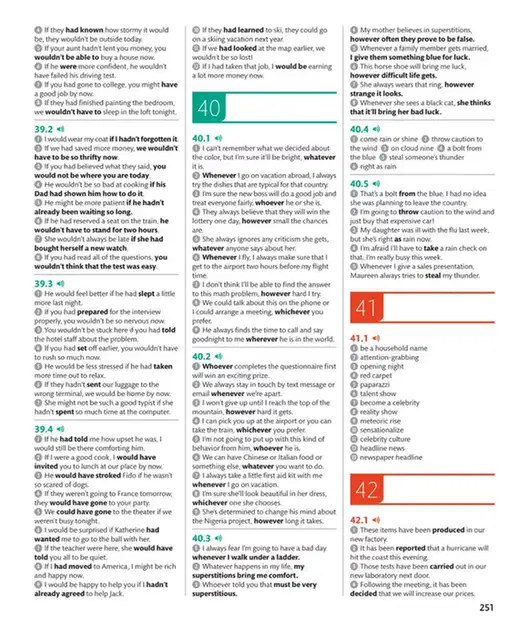 4 If they had known how stormy it would
be, they wouldn't be outside today.
5 If your aunt hadn't lent you money, you
wouldn't be able to buy a house now.
6 If he were more confident, he wouldn't
have failed his driving test.
7 If you had gone to college, you might have
a good job by now.
8 If they had finished painting the bedroom,
we wouldn't have to sleep in the loft tonight.
39.2
1 I would wear my coat if I hadn't forgotten it.
2 If we had saved more money, we wouldn't
have to be so thrifty now.
3 If you had believed what they said, you
would not be where you are today.
4 He wouldn't be so bad at cooking if his
Dad had shown him how to do it.
5 He might be more patient if he hadn't
already been waiting so long.
6 If he had reserved a seat on the train, he
wouldn't have to stand for two hours.
7 She wouldn't always be late if she had
bought herself a new watch.
8 If you had read all of the questions, you
wouldn't think that the test was easy.
39.3
1 He would feel better if he had slept a little
more last night.
2 If you had prepared for the interview
properly, you wouldn't be so nervous now.
3 You wouldn't be stuck here if you had told
the hotel staff about the problem.
4 If you had set off earlier, you wouldn't have
to rush so much now.
5 He would be less stressed if he had taken
more time out to relax.
6 If they hadn't sent our luggage to the
wrong terminal, we would be home by now.
7 She might not be such a good typist if she
hadn't spent so much time at the computer.
39.4
1 If he had told me how upset he was, I
would still be there comforting him.
2 If I were a good cook, I would have
invited you to lunch at our place by now.
3 He would have stroked Fido if he wasn't
so scared of dogs.
4 If they weren't going to France tomorrow,
they would have gone to your party.
5 We could have gone to the theater if we
weren't busy tonight.
6 I would be surprised if Katherine had
wanted me to go to the ball with her.
7 If the teacher were here, she would have
told you all to be quiet.
8 If I had moved to America, I might be rich
and happy now.
9 I would be happy to help you if I hadn't
already agreed to help Jack.
10 If they had learned to ski, they could go
on a skiing vacation next year.
11 If we had looked at the map earlier, we
wouldn't be so lost!
12 If I had taken that job, I would be earning
a lot more money now.
40
40.1
1 I can't remember what we decided about
the color, but I'm sure it'll be bright, whatever
it is.
2 Whenever I go on vacation abroad, I always
try the dishes that are typical for that country.
3 I'm sure the new boss will do a good job and
treat everyone fairly, whoever he or she is.
4 They always believe that they will win the
lottery one day, however small the chances
are.
5 She always ignores any criticism she gets,
whatever anyone says about her.
6 Whenever I fly, I always make sure that I
get to the airport two hours before my flight
time.
7 I don't think I'll be able to find the answer
to this math problem, however hard I try.
8 We could talk about this on the phone or
I could arrange a meeting, whichever you
prefer.
9 He always finds the time to call and say
goodnight to me wherever he is in the world.
40.2
1 Whoever completes the questionnaire first
will win an exciting prize.
2 We always stay in touch by text message or
email whenever we're apart.
3 I won't give up until I reach the top of the
mountain, however hard it gets.
4 I can pick you up at the airport or you can
take the train, whichever you prefer.
5 I'm not going to put up with this kind of
behavior from him, whoever he is.
6 We can have Chinese or Italian food or
something else, whatever you want to do.
7 I always take a little first aid kit with me
whenever I go on vacation.
8 I'm sure she'll look beautiful in her dress,
whichever one she chooses.
9 She's determined to change his mind about
the Nigeria project, however long it takes.
40.3
1 I always fear I'm going to have a bad day
whenever I walk under a ladder.
2 Whatever happens in my life, my
superstitions bring me comfort.
3 Whoever told you that must be very
superstitious.
4 My mother believes in superstitions,
however often they prove to be false.
5 Whenever a family member gets married,
I give them something blue for luck.
6 This horse shoe will bring me luck,
however difficult life gets.
7 She always wears that ring, however
strange it looks.
8 Whenever she sees a black cat, she thinks
that it'll bring her bad luck.
40.4
1 come rain or shine 2 throw caution to
the wind 3 on cloud nine 4 a bolt from
the blue 5 steal someone's thunder
6 right as rain
40.5
1 That's a bolt from the blue. I had no idea
she was planning to leave the country.
2 I'm going to throw caution to the wind and
just buy that expensive car!
3 My daughter was ill with the flu last week,
but she's right as rain now.
4 I'm afraid I'll have to take a rain check on
that. I'm really busy this week.
5 Whenever I give a sales presentation,
Maureen always tries to steal my thunder.
41
41.1
1 be a household name
2 attention-grabbing
3 opening night
4 red carpet
5 paparazzi
6 talent show
7 become a celebrity
8 reality show
9 meteoric rise
10 sensationalize
11 celebrity culture
12 headline news
13 newspaper headline
42
42.1
1 These items have been produced in our
new factory.
2 It has been reported that a hurricane will
hit the coast this evening.
3 Those tests have been carried out in our
new laboratory next door.
4 Following the meeting, it has been
decided that we will increase our prices.
251